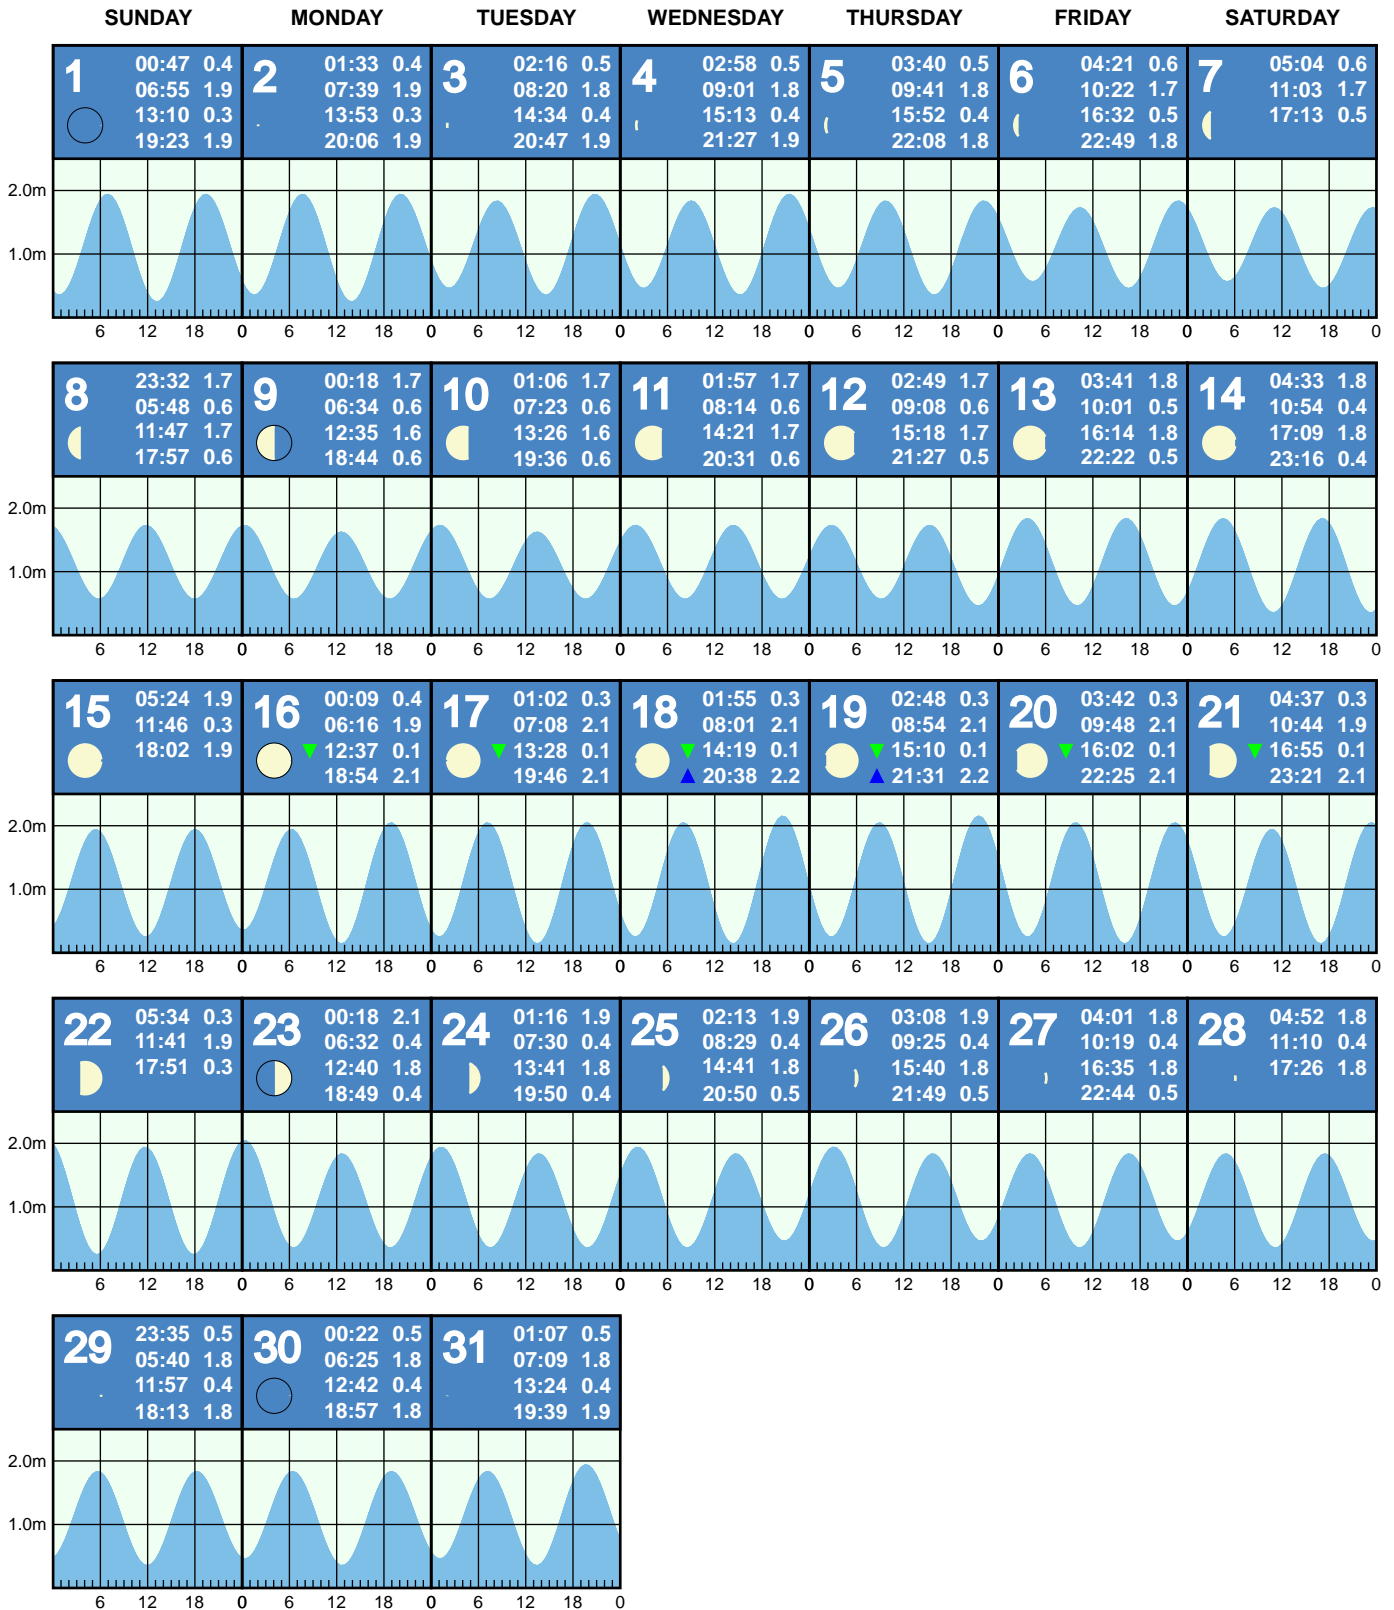 SUNDAY MONDAY TUESDAY WEDNESDAY THURSDAY FRIDAY SATURDAY
1 00:47 0.4 06:55 1.9 13:10 0.3 19:23 1.9
2 01:33 0.4 07:39 1.9 13:53 0.3 20:06 1.9
3 02:16 0.5 08:20 1.8 14:34 0.4 20:47 1.9
4 02:58 0.5 09:01 1.8 15:13 0.4 21:27 1.9
5 03:40 0.5 09:41 1.8 15:52 0.4 22:08 1.8
6 04:21 0.6 10:22 1.7 16:32 0.5 22:49 1.8
7 05:04 0.6 11:03 1.7 17:13 0.5
2.0m
1.0m
6 12 18 0 6 12 18 0 6 12 18 0 6 12 18 0 6 12 18 0 6 12 18 0 6 12 18 0
8 23:32 1.7 05:48 0.6 11:47 1.7 17:57 0.6
9 00:18 1.7 06:34 0.6 12:35 1.6 18:44 0.6
10 01:06 1.7 07:23 0.6 13:26 1.6 19:36 0.6
11 01:57 1.7 08:14 0.6 14:21 1.7 20:31 0.6
12 02:49 1.7 09:08 0.6 15:18 1.7 21:27 0.5
13 03:41 1.8 10:01 0.5 16:14 1.8 22:22 0.5
14 04:33 1.8 10:54 0.4 17:09 1.8 23:16 0.4
2.0m
1.0m
6 12 18 0 6 12 18 0 6 12 18 0 6 12 18 0 6 12 18 0 6 12 18 0 6 12 18 0
15 05:24 1.9 11:46 0.3 18:02 1.9
16 00:09 0.4 06:16 1.9 12:37 0.1 18:54 2.1
17 01:02 0.3 07:08 2.1 13:28 0.1 19:46 2.1
18 01:55 0.3 08:01 2.1 14:19 0.1 20:38 2.2
19 02:48 0.3 08:54 2.1 15:10 0.1 21:31 2.2
20 03:42 0.3 09:48 2.1 16:02 0.1 22:25 2.1
21 04:37 0.3 10:44 1.9 16:55 0.1 23:21 2.1
2.0m
1.0m
6 12 18 0 6 12 18 0 6 12 18 0 6 12 18 0 6 12 18 0 6 12 18 0 6 12 18 0
22 05:34 0.3 11:41 1.9 17:51 0.3
23 00:18 2.1 06:32 0.4 12:40 1.8 18:49 0.4
24 01:16 1.9 07:30 0.4 13:41 1.8 19:50 0.4
25 02:13 1.9 08:29 0.4 14:41 1.8 20:50 0.5
26 03:08 1.9 09:25 0.4 15:40 1.8 21:49 0.5
27 04:01 1.8 10:19 0.4 16:35 1.8 22:44 0.5
28 04:52 1.8 11:10 0.4 17:26 1.8
2.0m
1.0m
6 12 18 0 6 12 18 0 6 12 18 0 6 12 18 0 6 12 18 0 6 12 18 0 6 12 18 0
29 23:35 0.5 05:40 1.8 11:57 0.4 18:13 1.8
30 00:22 0.5 06:25 1.8 12:42 0.4 18:57 1.8
31 01:07 0.5 07:09 1.8 13:24 0.4 19:39 1.9
2.0m
1.0m
6 12 18 0 6 12 18 0 6 12 18 0